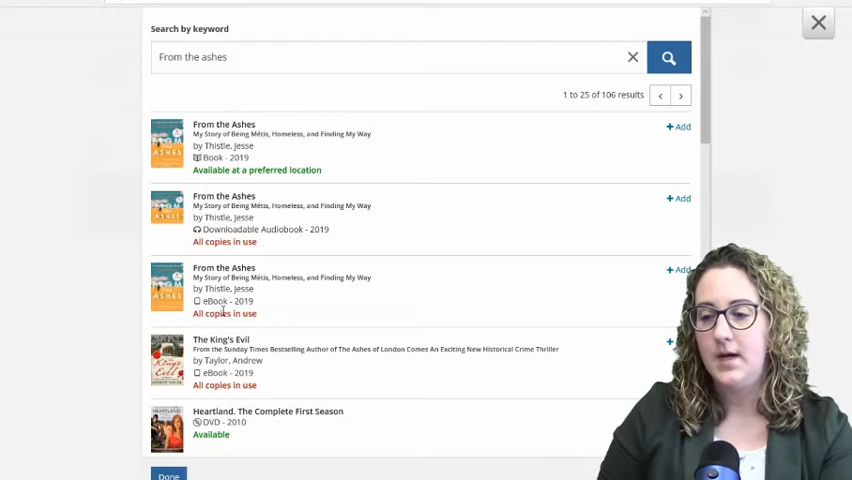 Search by keyword
From the ashes
1 to 25 of 106 results
From the Ashes
+ Add
My Story of Being Métis, Homeless, and Finding My Way
by Thistle, Jesse
Book - 2019
Available at a preferred location
From the Ashes
+ Add
My Story of Being Métis, Homeless, and Finding My Way
by Thistle, Jesse
Downloadable Audiobook - 2019
All copies in use
From the Ashes
+ Add
My Story of Being Métis, Homeless, and Finding My Way
by Thistle, Jesse
eBook - 2019
All copies in use
The King's Evil
From the Sunday Times Bestselling Author of The Ashes of London Comes An Exciting New Historical Crime Thriller
by Taylor, Andrew
eBook - 2019
All copies in use
Heartland. The Complete First Season
DVD - 2010
Available
Done